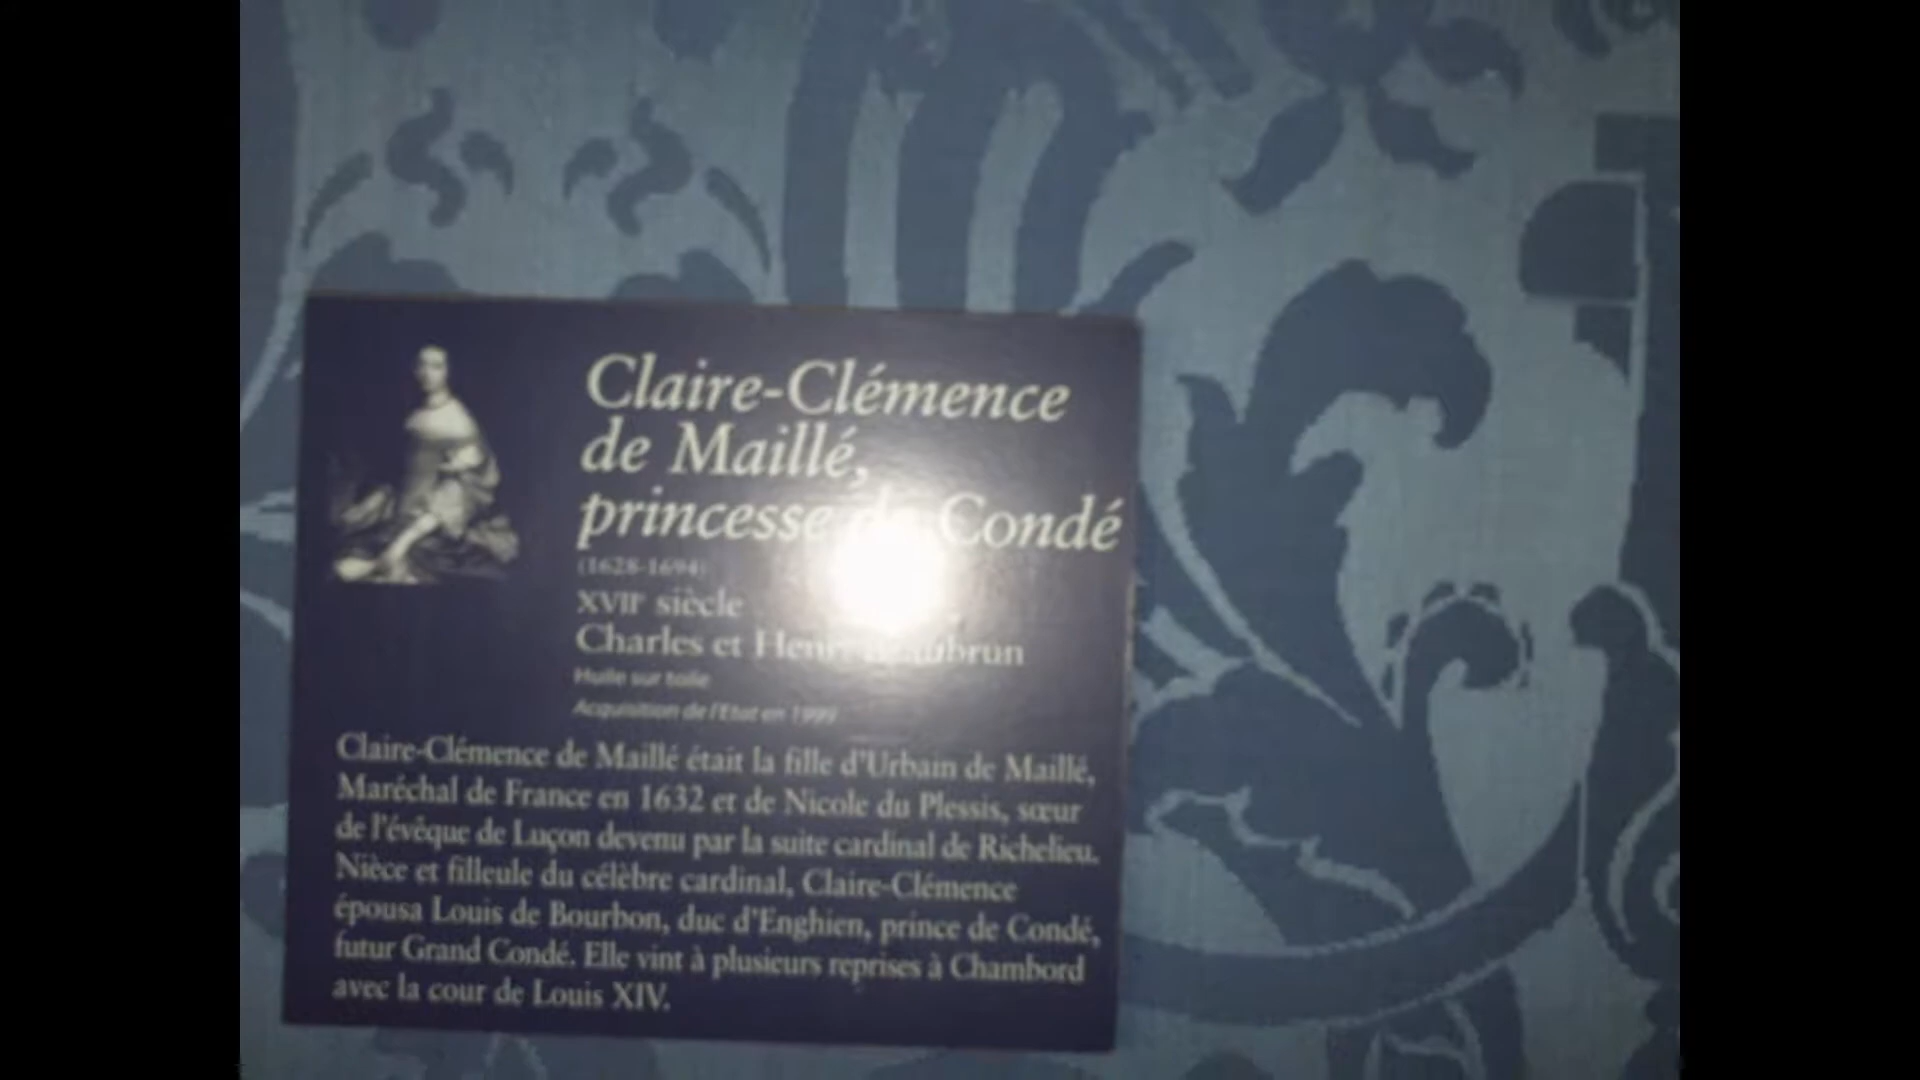 Claire-Clémence
de Maillé,
princesse de Condé
(1628-1694)
XVIIe siècle
Charles et Henri Beaubrun
Huile sur toile
Acquisition de l'Etat en 1999
Claire-Clémence de Maillé était la fille d'Urbain de Maillé,
Maréchal de France en 1632 et de Nicole du Plessis, sœur
de l'évêque de Luçon devenu par la suite cardinal de Richelieu.
Nièce et filleule du célèbre cardinal, Claire-Clémence
épousa Louis de Bourbon, duc d'Enghien, prince de Condé,
futur Grand Condé. Elle vint à plusieurs reprises à Chambord
avec la cour de Louis XIV.